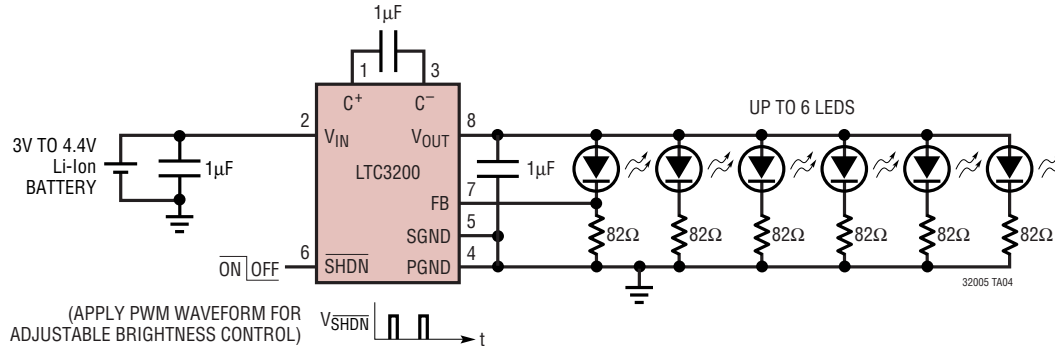 1µF
1
3
C+
C−
UP TO 6 LEDS
2
8
VIN
VOUT
3V TO 4.4V
Li-Ion
BATTERY
1µF
LTC3200
1µF
7
FB
5
SGND
82Ω
82Ω
82Ω
82Ω
82Ω
82Ω
6
4
ON OFF
SHDN
PGND
32005 TA04
(APPLY PWM WAVEFORM FOR
ADJUSTABLE BRIGHTNESS CONTROL)
VSHDN
t